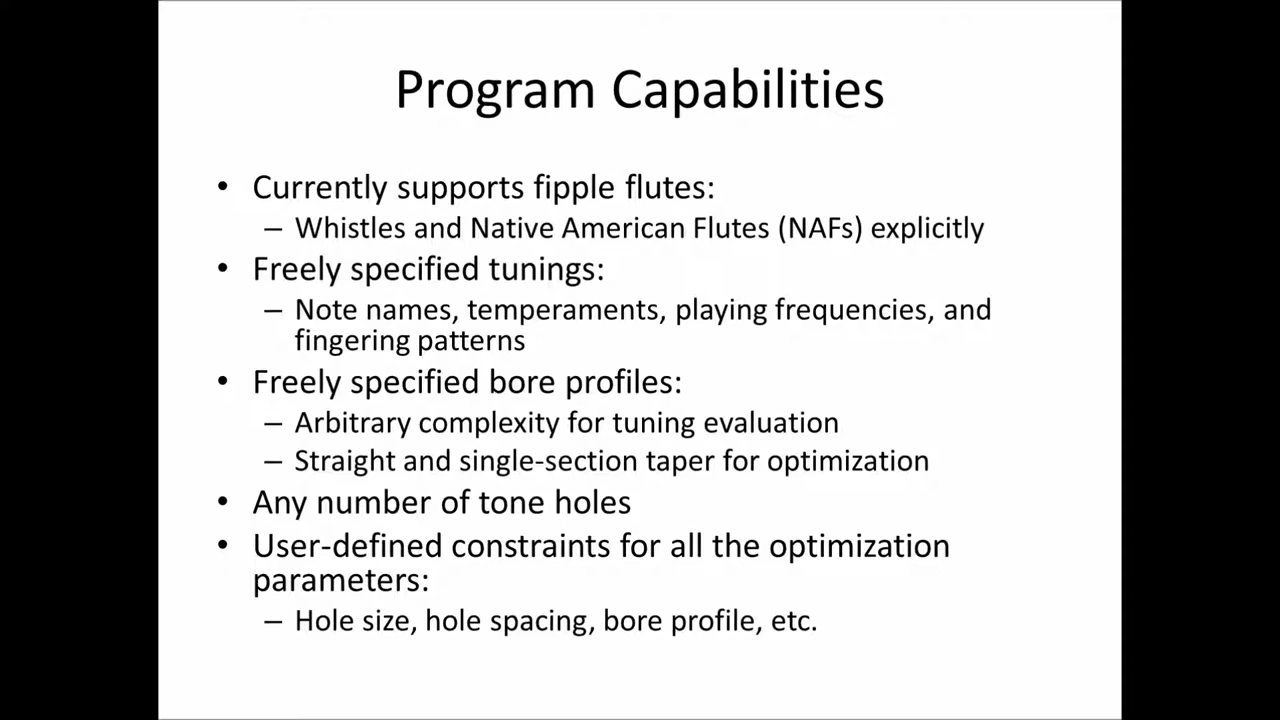 Program Capabilities
• Currently supports fipple flutes:
– Whistles and Native American Flutes (NAFs) explicitly
• Freely specified tunings:
– Note names, temperaments, playing frequencies, and
fingering patterns
• Freely specified bore profiles:
– Arbitrary complexity for tuning evaluation
– Straight and single-section taper for optimization
• Any number of tone holes
• User-defined constraints for all the optimization
parameters:
– Hole size, hole spacing, bore profile, etc.